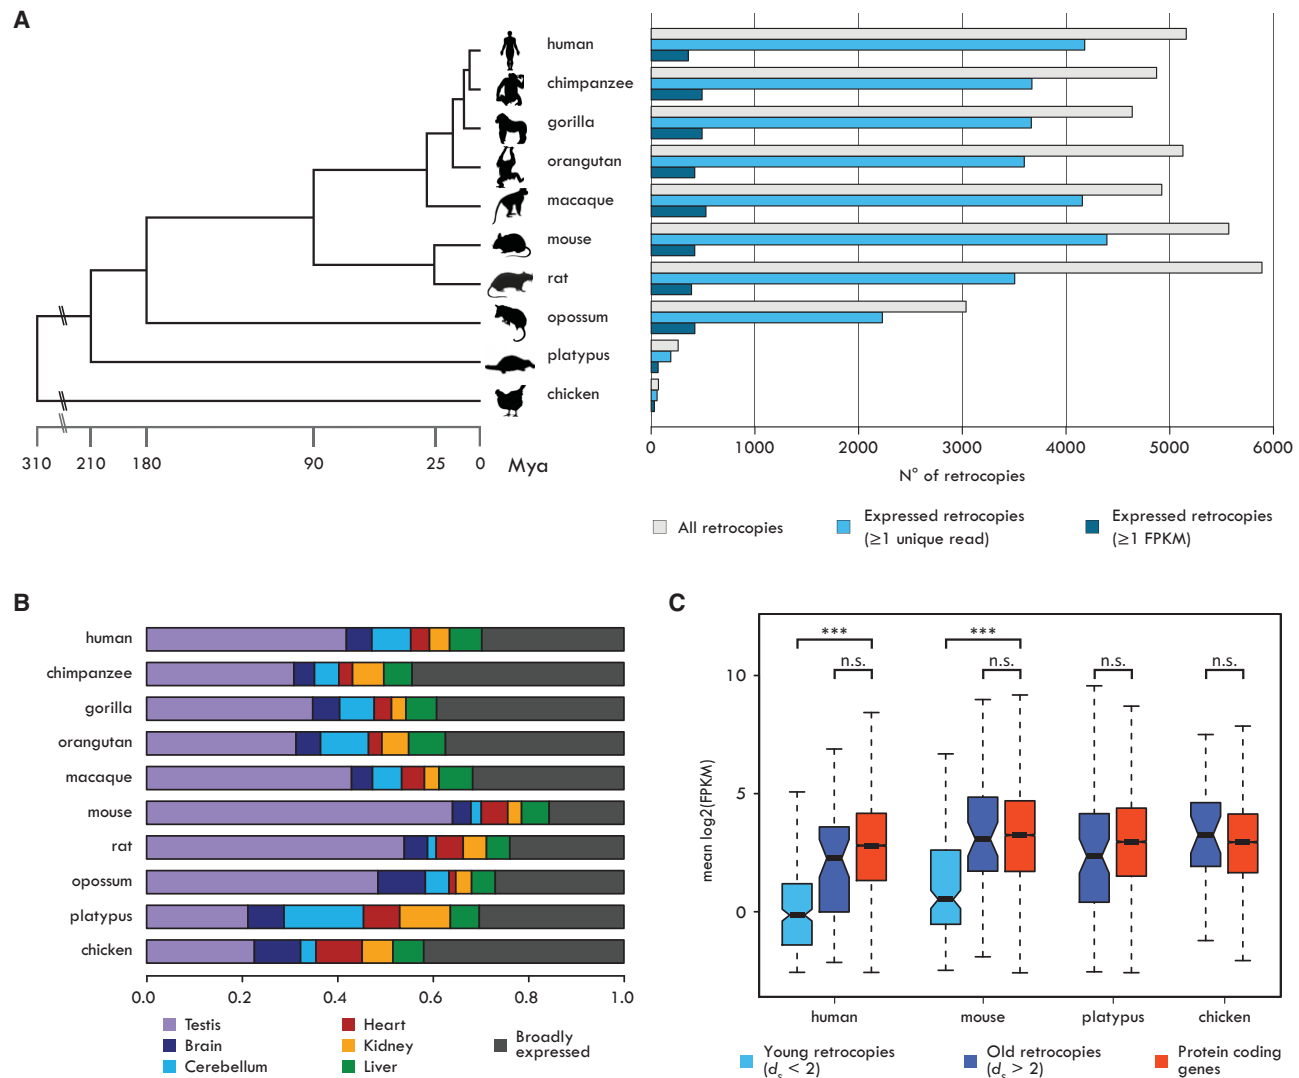 A
human
chimpanzee
gorilla
orangutan
macaque
mouse
rat
opossum
platypus
chicken
310 210 180 90 25 0 Mya
0 1000 2000 3000 4000 5000 6000
N° of retrocopies
All retrocopies
Expressed retrocopies
(≥1 unique read)
Expressed retrocopies
(≥1 FPKM)
B
human
chimpanzee
gorilla
orangutan
macaque
mouse
rat
opossum
platypus
chicken
0.0 0.2 0.4 0.6 0.8 1.0
Testis
Brain
Cerebellum
Heart
Kidney
Liver
Broadly
expressed
C
*** ***
n.s. n.s. n.s. n.s.
10
5
0
mean log2(FPKM)
human mouse platypus chicken
Young retrocopies
(ds < 2)
Old retrocopies
(ds > 2)
Protein coding
genes